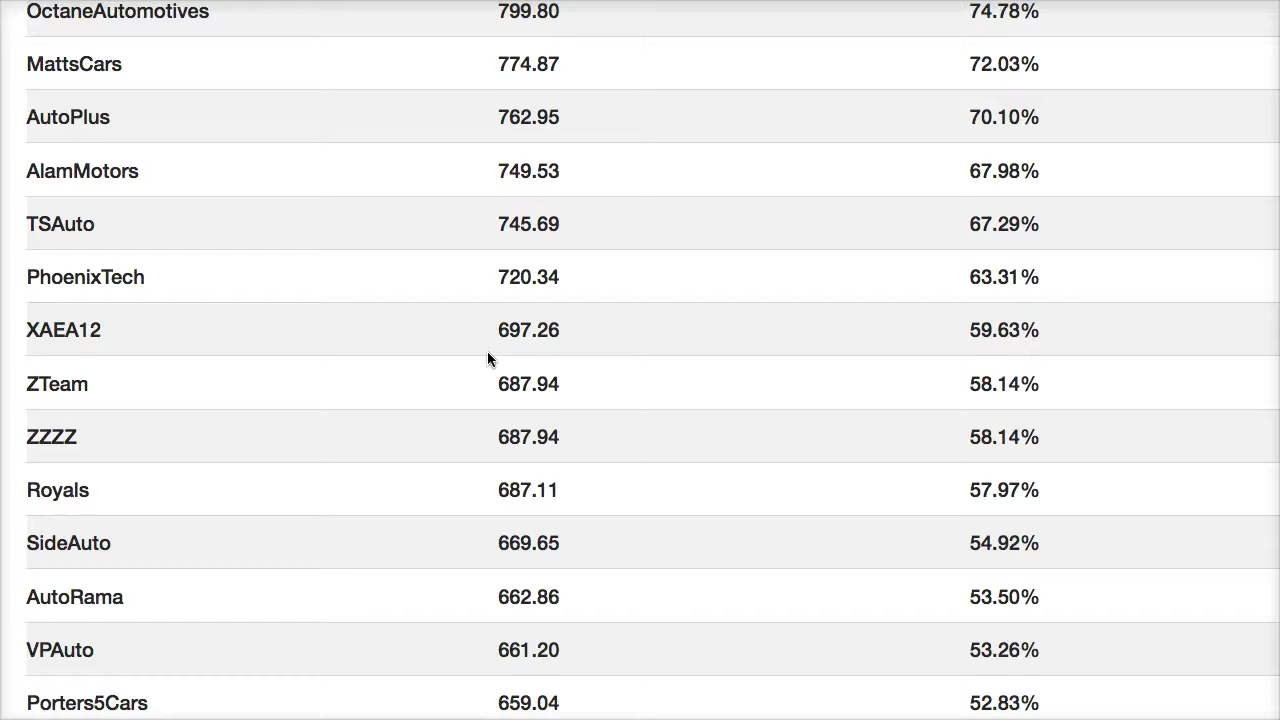 OctaneAutomotives 799.80 74.78%
MattsCars 774.87 72.03%
AutoPlus 762.95 70.10%
AlamMotors 749.53 67.98%
TSAuto 745.69 67.29%
PhoenixTech 720.34 63.31%
XAEA12 697.26 59.63%
ZTeam 687.94 58.14%
ZZZZ 687.94 58.14%
Royals 687.11 57.97%
SideAuto 669.65 54.92%
AutoRama 662.86 53.50%
VPAuto 661.20 53.26%
Porters5Cars 659.04 52.83%